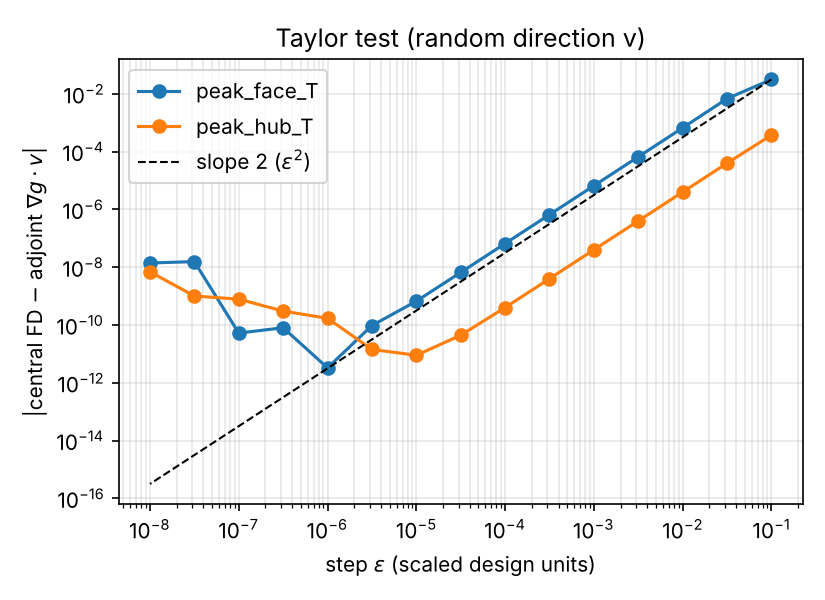 Taylor test (random direction v)
|central FD − adjoint ∇g · v|
10⁻²
10⁻⁴
10⁻⁶
10⁻⁸
10⁻¹⁰
10⁻¹²
10⁻¹⁴
10⁻¹⁶
peak_face_T
peak_hub_T
slope 2 (ε²)
10⁻⁸ 10⁻⁷ 10⁻⁶ 10⁻⁵ 10⁻⁴ 10⁻³ 10⁻² 10⁻¹
step ε (scaled design units)